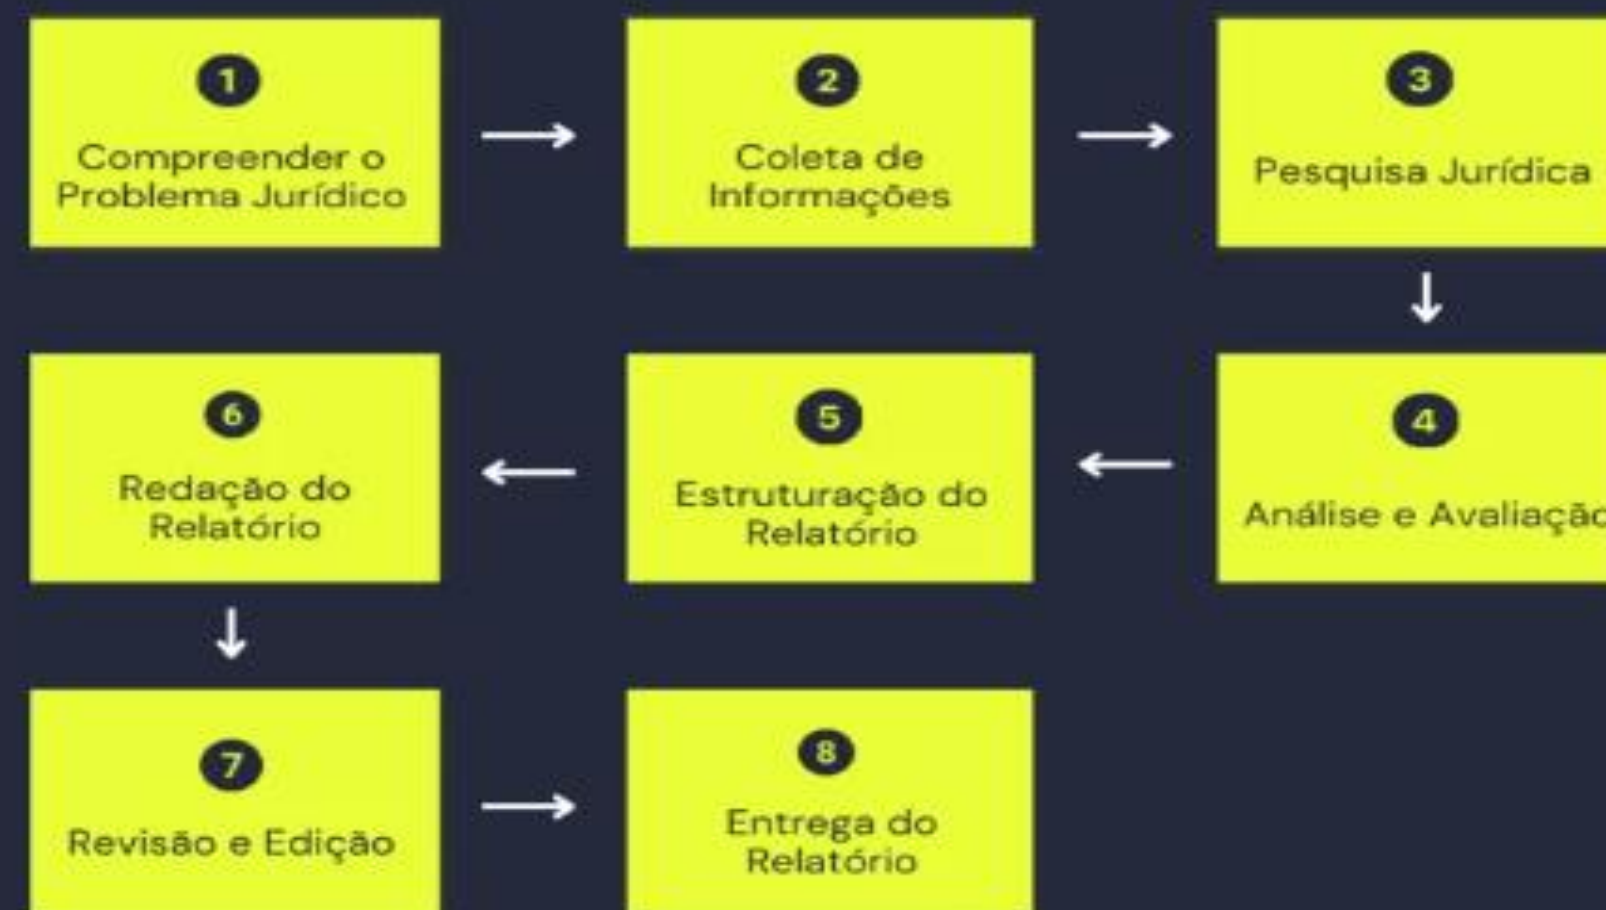 1
Compreender o
Problema Jurídico
2
Coleta de
Informações
3
Pesquisa Jurídica
4
Análise e Avaliação
5
Estruturação do
Relatório
6
Redação do
Relatório
7
Revisão e Edição
8
Entrega do
Relatório